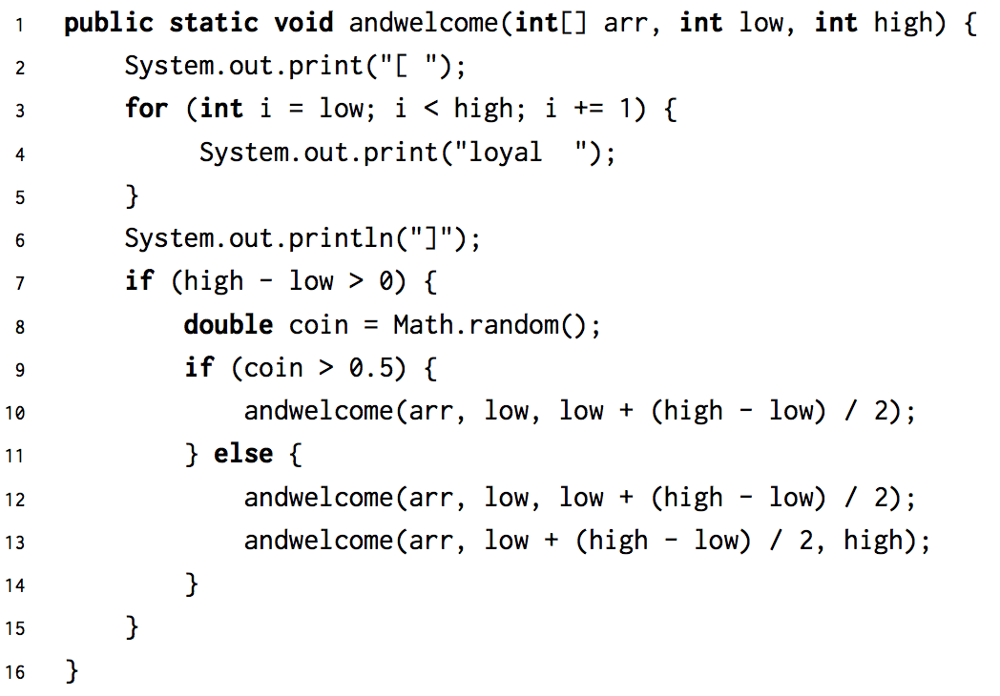 1 public static void andwelcome(int[] arr, int low, int high) {
2 System.out.print("[ ");
3 for (int i = low; i < high; i += 1) {
4 System.out.print("loyal  ");
5 }
6 System.out.println("]");
7 if (high - low > 0) {
8 double coin = Math.random();
9 if (coin > 0.5) {
10 andwelcome(arr, low, low + (high - low) / 2);
11 } else {
12 andwelcome(arr, low, low + (high - low) / 2);
13 andwelcome(arr, low + (high - low) / 2, high);
14 }
15 }
16 }